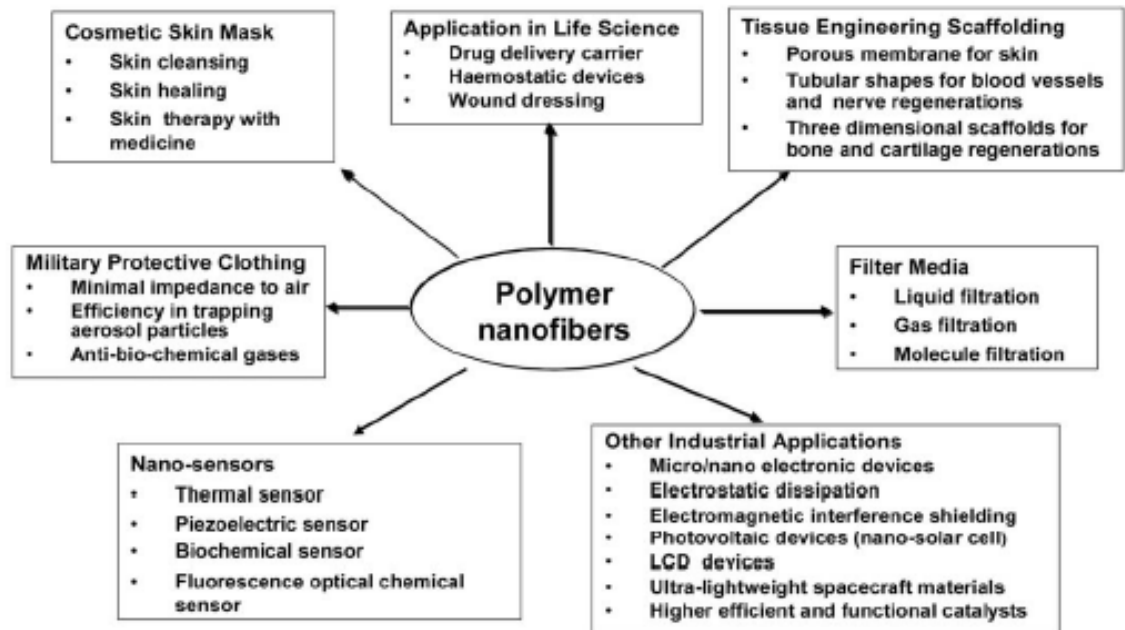 Cosmetic Skin Mask
• Skin cleansing
• Skin healing
• Skin therapy with
medicine
Application in Life Science
• Drug delivery carrier
• Haemostatic devices
• Wound dressing
Tissue Engineering Scaffolding
• Porous membrane for skin
• Tubular shapes for blood vessels
and nerve regenerations
• Three dimensional scaffolds for
bone and cartilage regenerations
Military Protective Clothing
• Minimal impedance to air
• Efficiency in trapping
aerosol particles
• Anti-bio-chemical gases
Polymer
nanofibers
Filter Media
• Liquid filtration
• Gas filtration
• Molecule filtration
Nano-sensors
• Thermal sensor
• Piezoelectric sensor
• Biochemical sensor
• Fluorescence optical chemical
sensor
Other Industrial Applications
• Micro/nano electronic devices
• Electrostatic dissipation
• Electromagnetic interference shielding
• Photovoltaic devices (nano-solar cell)
• LCD devices
• Ultra-lightweight spacecraft materials
• Higher efficient and functional catalysts